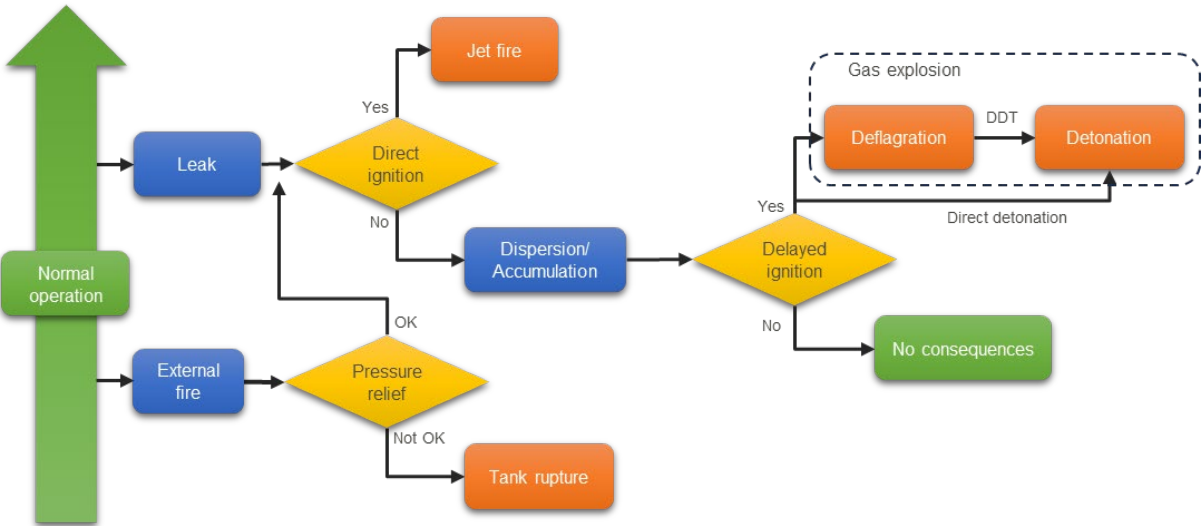 Jet fire
Gas explosion
Yes
Deflagration
DDT
Detonation
Leak
Direct
ignition
Yes
Direct detonation
No
Dispersion/
Accumulation
Delayed
ignition
Normal
operation
OK
No
No consequences
External
fire
Pressure
relief
Not OK
Tank rupture